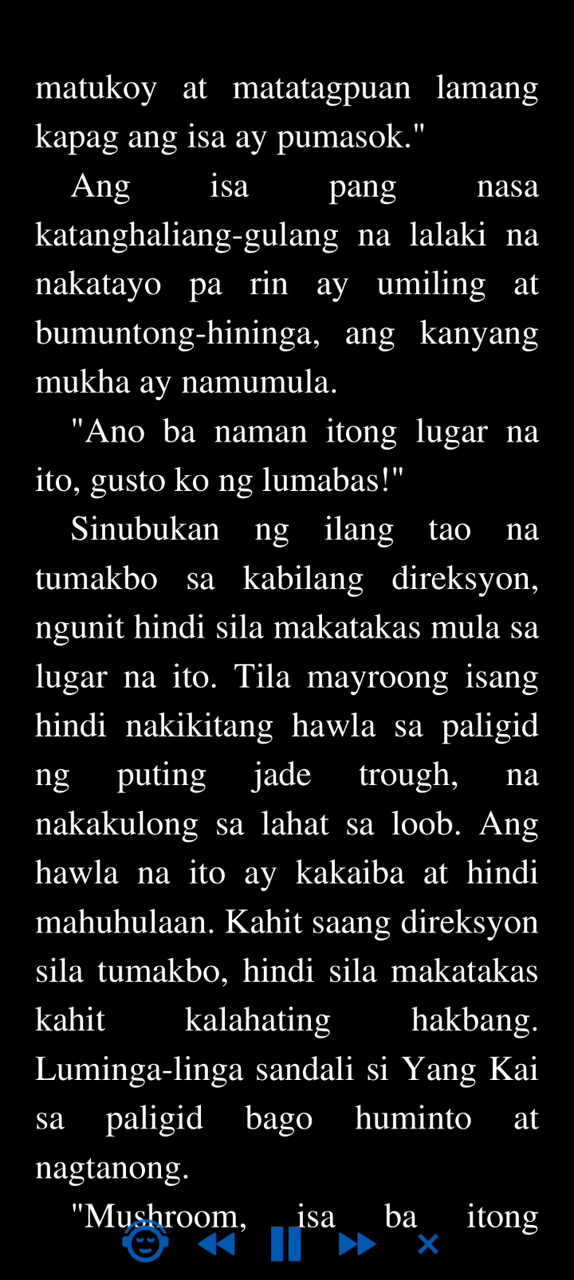 matukoy at matatagpuan lamang
kapag ang isa ay pumasok."
Ang isa pang nasa
katanghaliang-gulang na lalaki na
nakatayo pa rin ay umiling at
bumuntong-hininga, ang kanyang
mukha ay namumula.
"Ano ba naman itong lugar na
ito, gusto ko ng lumabas!"
Sinubukan ng ilang tao na
tumakbo sa kabilang direksyon,
ngunit hindi sila makatakas mula sa
lugar na ito. Tila mayroong isang
hindi nakikitang hawla sa paligid
ng puting jade trough, na
nakakulong sa lahat sa loob. Ang
hawla na ito ay kakaiba at hindi
mahuhulaan. Kahit saang direksyon
sila tumakbo, hindi sila makatakas
kahit kalahating hakbang.
Luminga-linga sandali si Yang Kai
sa paligid bago huminto at
nagtanong.
"Mushroom, isa ba itong